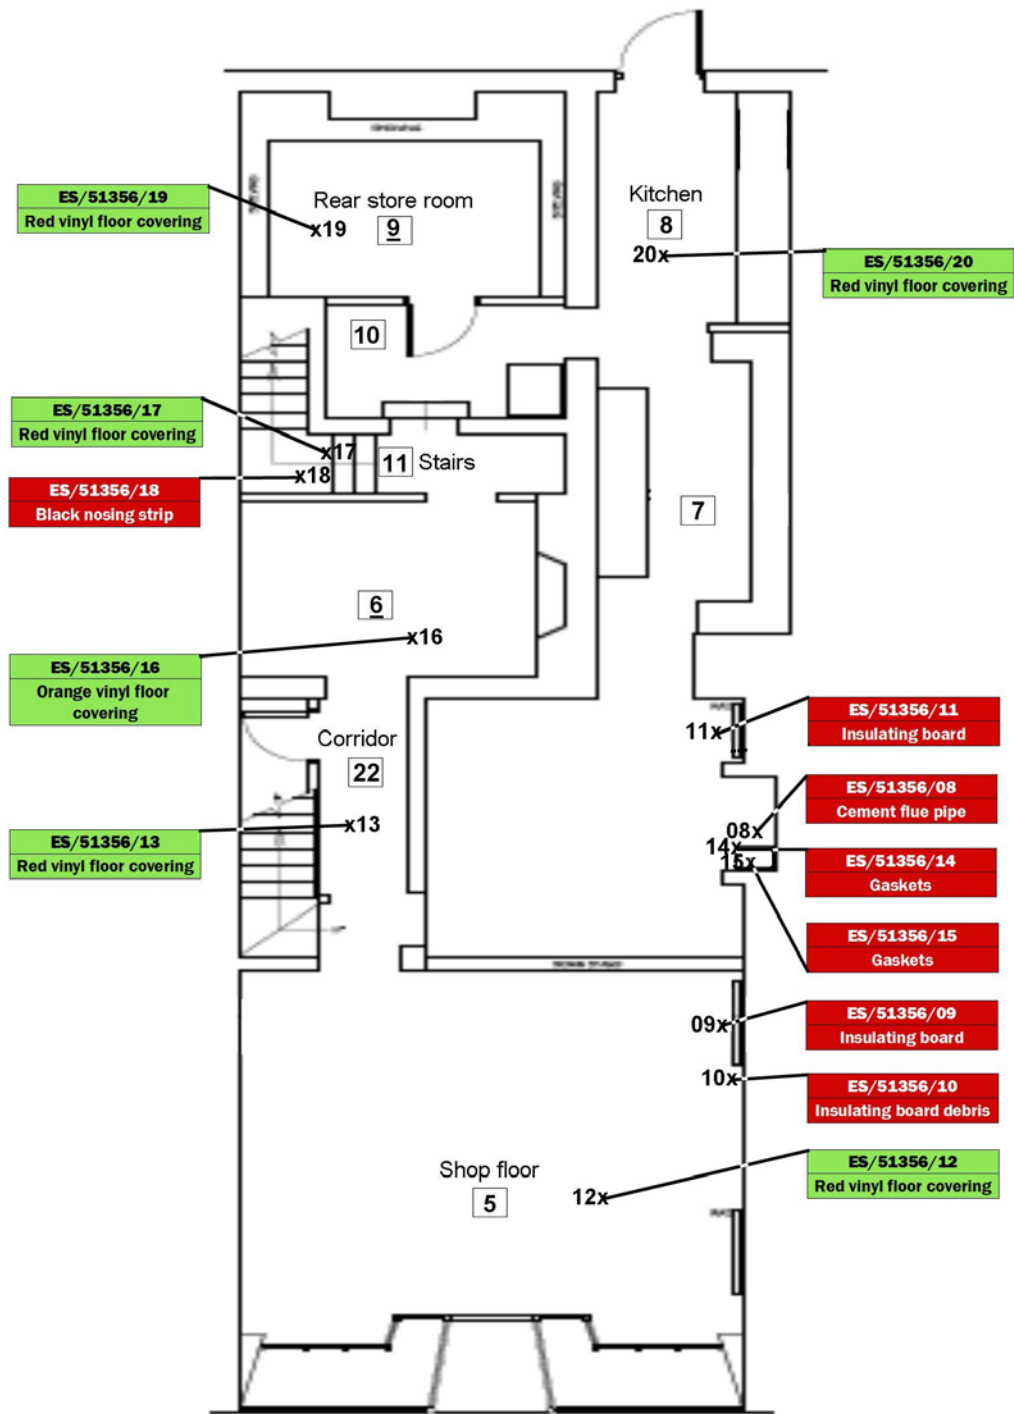 ES/51356/19
Red vinyl floor covering
Rear store room
9
x19
Kitchen
8
20x
ES/51356/20
Red vinyl floor covering
10
ES/51356/17
Red vinyl floor covering
x17
11 Stairs
x18
ES/51356/18
Black nosing strip
7
6
x16
ES/51356/16
Orange vinyl floor
covering
ES/51356/11
Insulating board
11x
Corridor
22
ES/51356/08
Cement flue pipe
08x
x13
ES/51356/13
Red vinyl floor covering
14x
15x
ES/51356/14
Gaskets
ES/51356/15
Gaskets
ES/51356/09
Insulating board
09x
10x
ES/51356/10
Insulating board debris
ES/51356/12
Red vinyl floor covering
Shop floor
5
12x